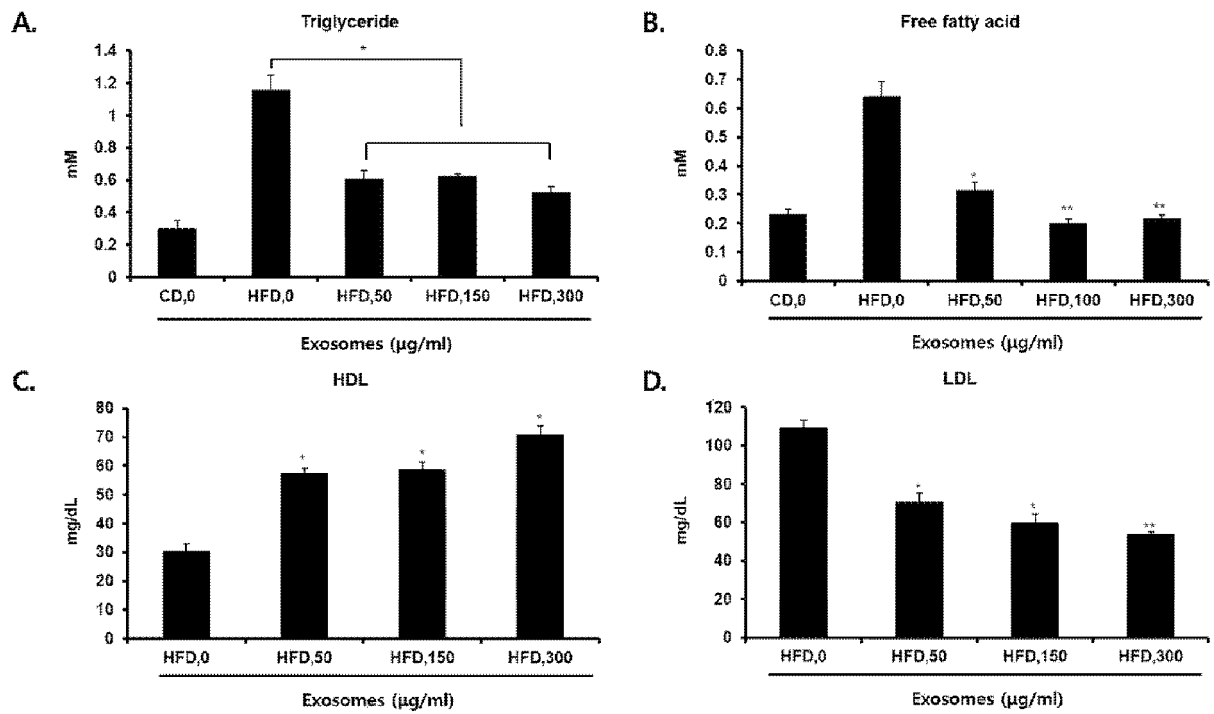 A.
Triglyceride
1.4
1.2
1
0.8
0.6
0.4
0.2
0
mM
*
CD,0 HFD,0 HFD,50 HFD,150 HFD,300
Exosomes (µg/ml)
B.
Free fatty acid
0.8
0.7
0.6
0.5
0.4
0.3
0.2
0.1
0
mM
*
**
**
CD,0 HFD,0 HFD,50 HFD,100 HFD,300
Exosomes (µg/ml)
C.
HDL
80
70
60
50
40
30
20
10
0
mg/dL
*
*
*
HFD,0 HFD,50 HFD,150 HFD,300
Exosomes (µg/ml)
D.
LDL
120
100
80
60
40
20
0
mg/dL
*
*
**
HFD,0 HFD,50 HFD,150 HFD,300
Exosomes (µg/ml)